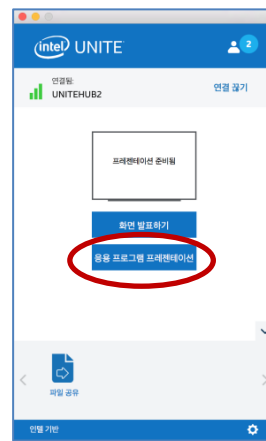 intel UNITE
2
연결됨:
UNITEHUB2
연결 끊기
프레젠테이션 준비됨
화면 발표하기
응용 프로그램 프레젠테이션
파일 공유
인텔 기반